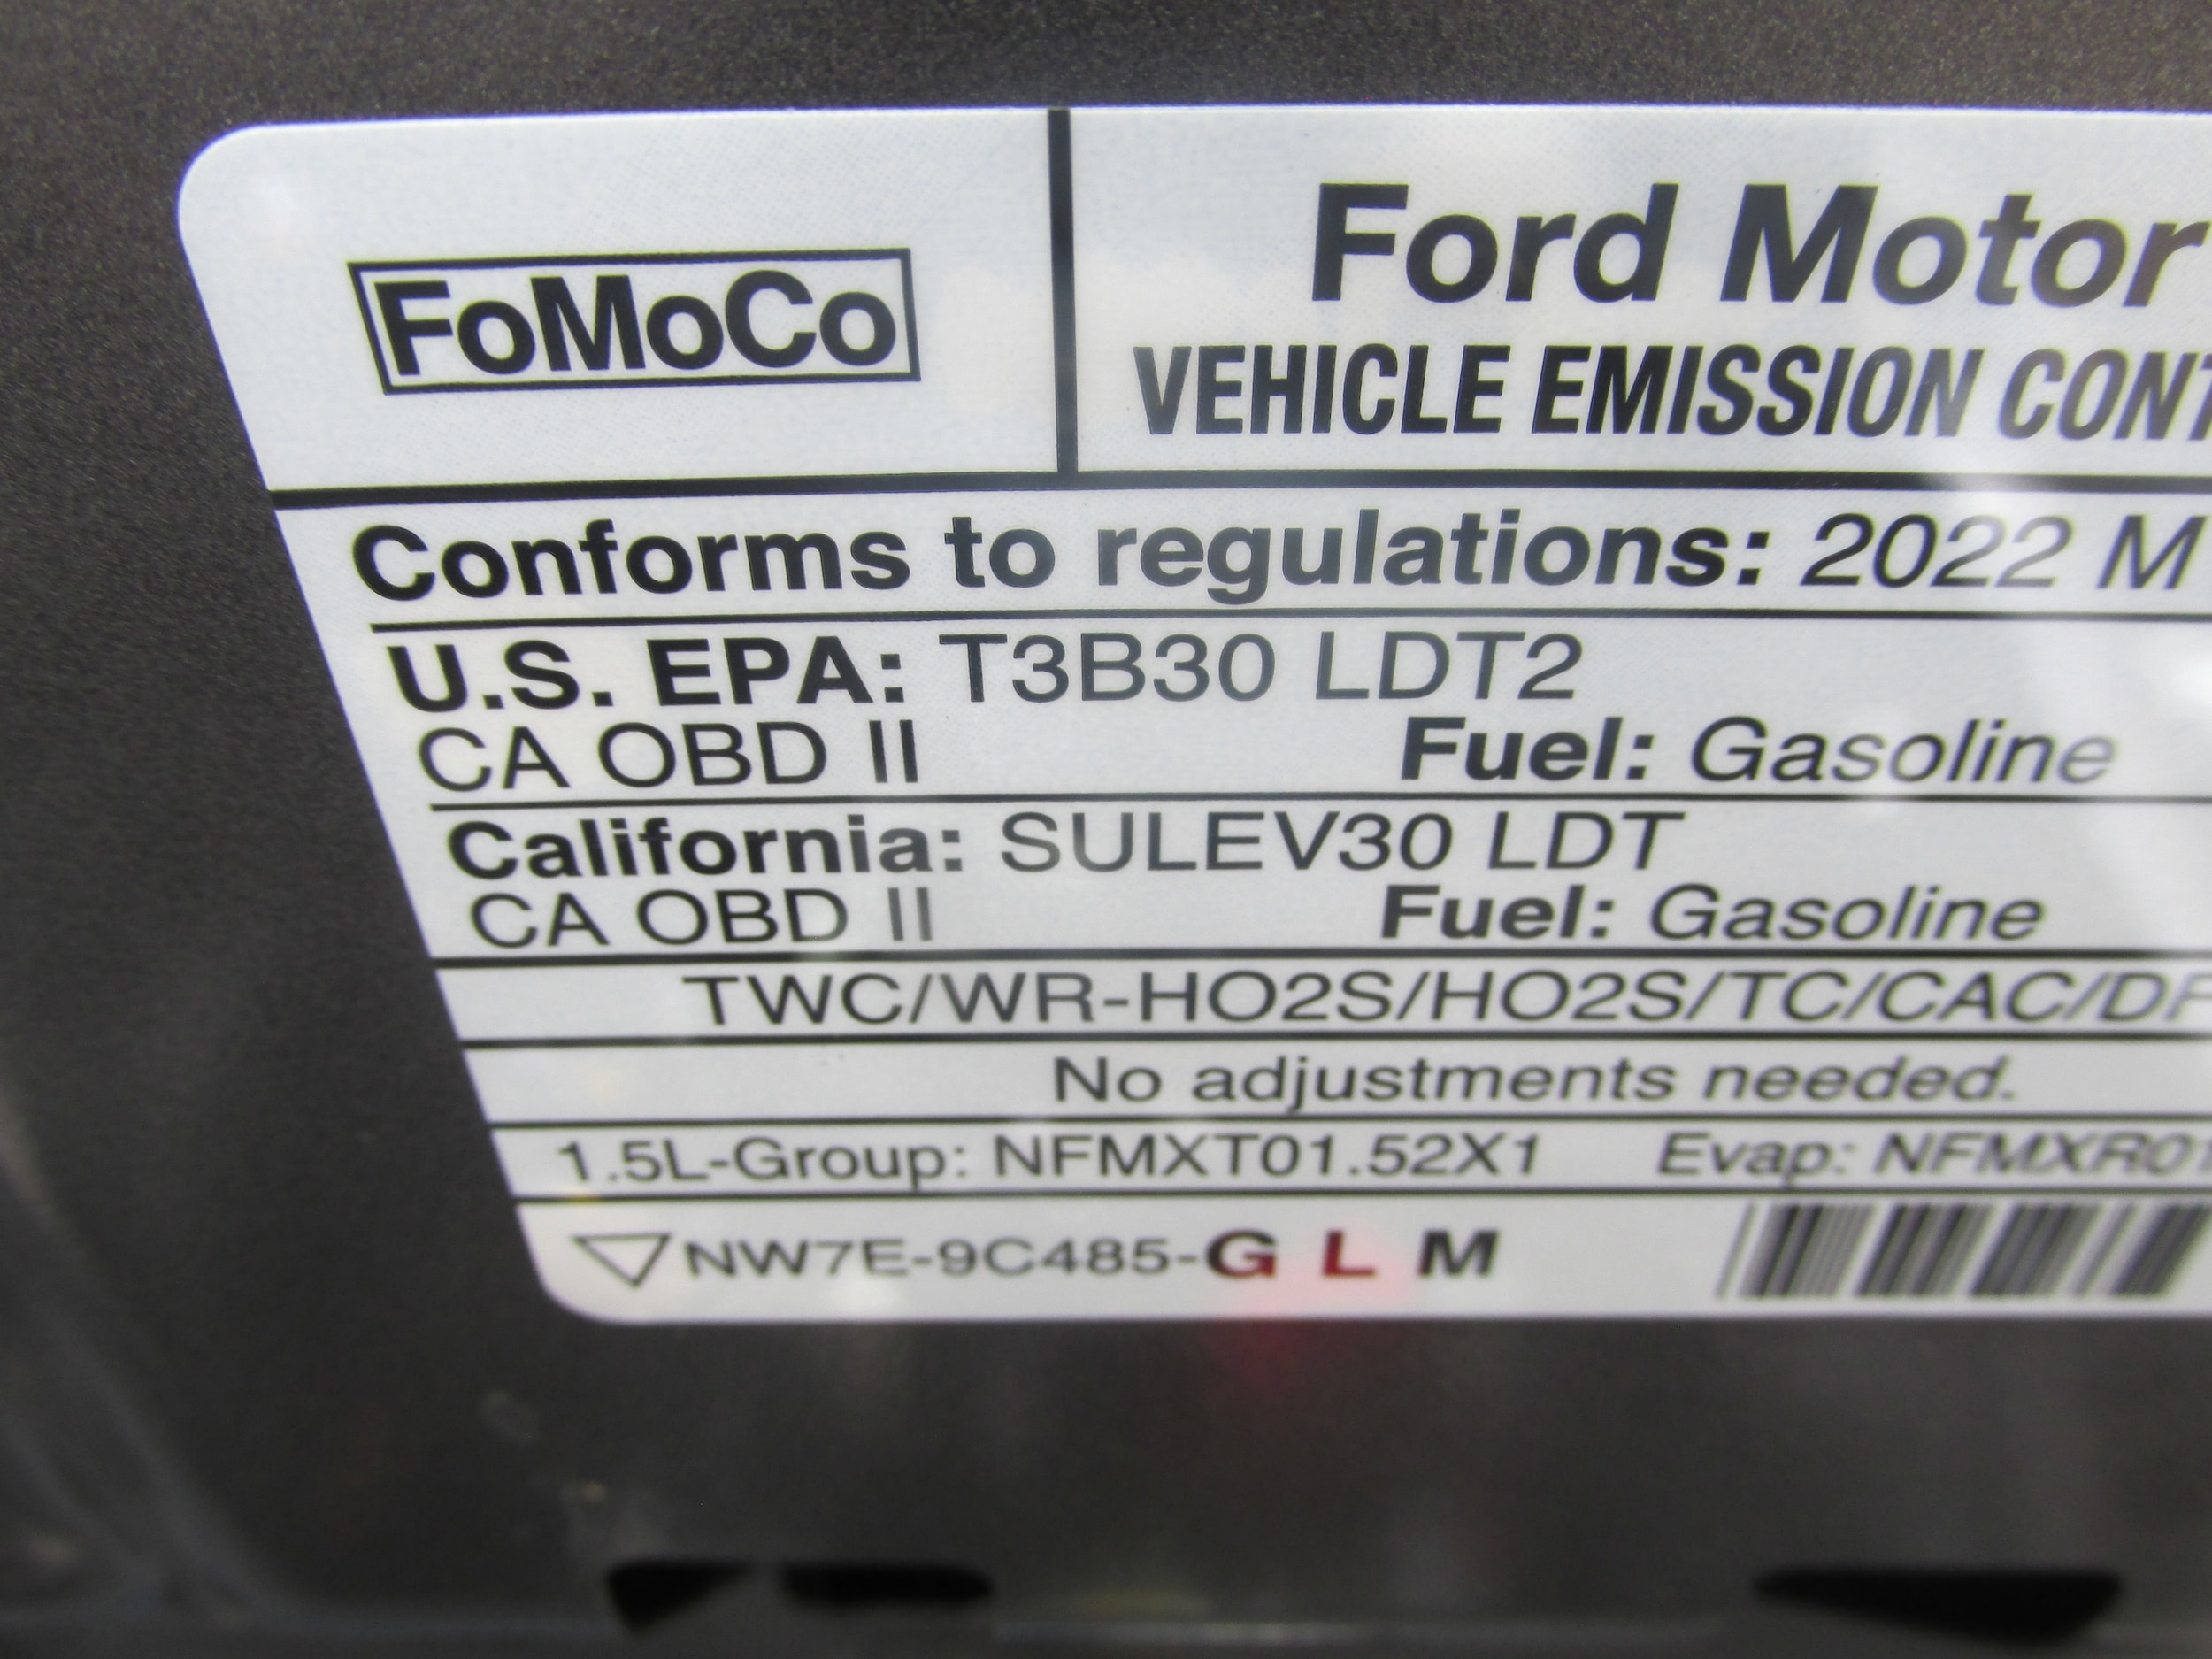 FoMoCo
Ford Motor
VEHICLE EMISSION CONT
Conforms to regulations: 2022 M
U.S. EPA: T3B30 LDT2
CA OBD II Fuel: Gasoline
California: SULEV30 LDT
CA OBD II Fuel: Gasoline
TWC/WR-HO2S/HO2S/TC/CAC/DF
No adjustments needed.
1.5L-Group: NFMXT01.52X1 Evap: NFMXR01
NW7E-9C485-G L M